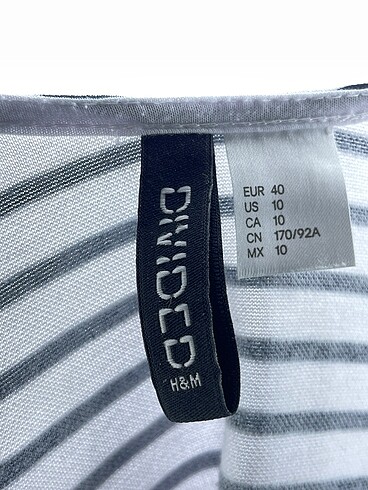 DIVIDED
H&M
EUR 40
US 10
CA 10
CN 170/92A
MX 10